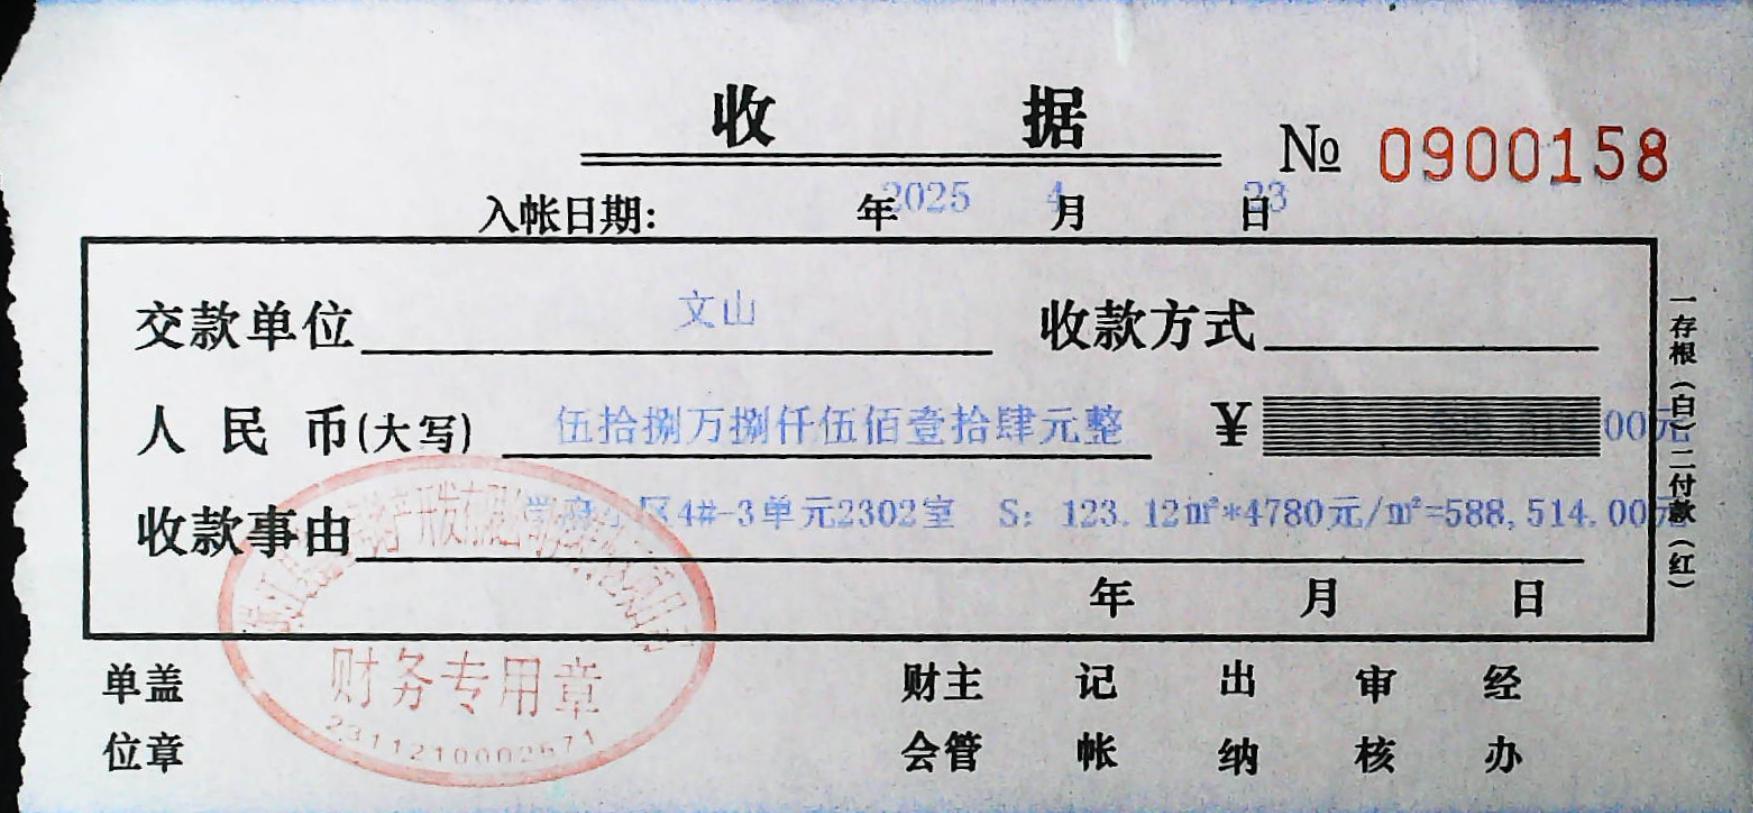 收 据
№ 0900158
入帐日期: 2025年 4月 23日
交款单位 文山 收款方式
人民币(大写) 伍拾捌万捌仟伍佰壹拾肆元整 ¥ 00元
收款事由 学府小区4#-3单元2302室 S: 123.12㎡*4780元/㎡=588,514.00元
年 月 日
一存根(白)二付款(红)
财务专用章
2311210002571
单位盖章 财会主管 记帐 出纳 审核 经办